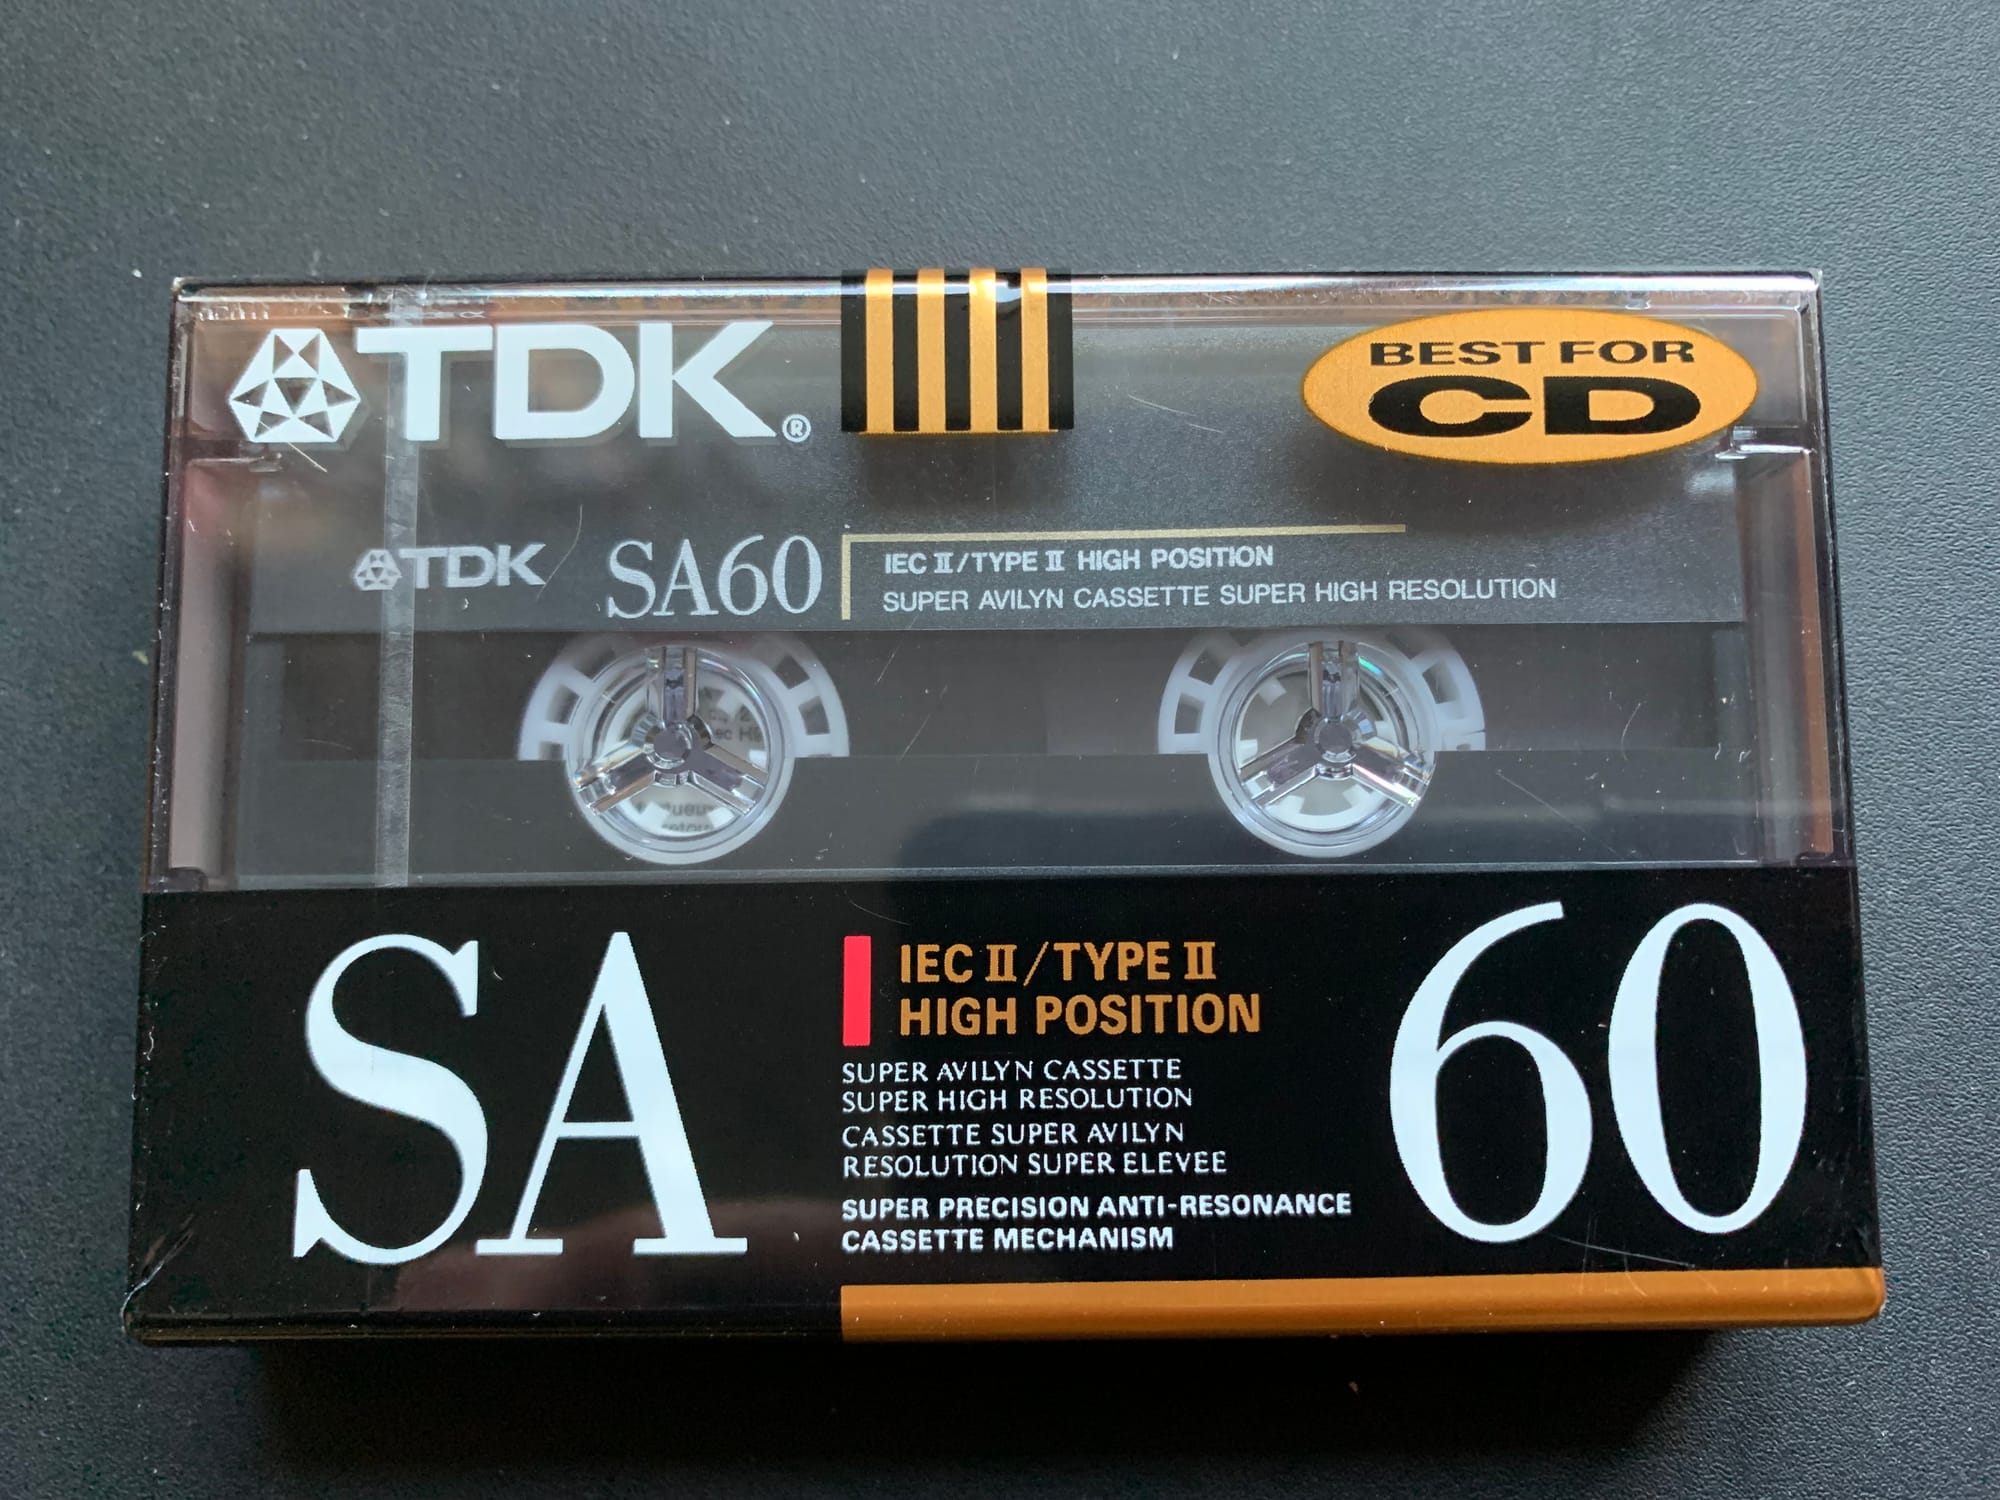 TDK®
BEST FOR
CD
TDK SA60
IEC II/TYPE II HIGH POSITION
SUPER AVILYN CASSETTE SUPER HIGH RESOLUTION
SA
IEC II/TYPE II
HIGH POSITION
SUPER AVILYN CASSETTE
SUPER HIGH RESOLUTION
CASSETTE SUPER AVILYN
RESOLUTION SUPER ELEVEE
SUPER PRECISION ANTI-RESONANCE
CASSETTE MECHANISM
60